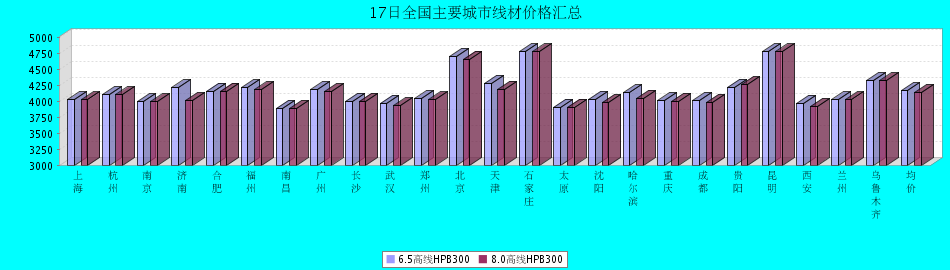 17日全国主要城市线材价格汇总
5000
4750
4500
4250
4000
3750
3500
3250
3000
上海
杭州
南京
济南
合肥
福州
南昌
广州
长沙
武汉
郑州
北京
天津
石家庄
太原
沈阳
哈尔滨
重庆
成都
贵阳
昆明
西安
兰州
乌鲁木齐
均价
6.5高线HPB300
8.0高线HPB300